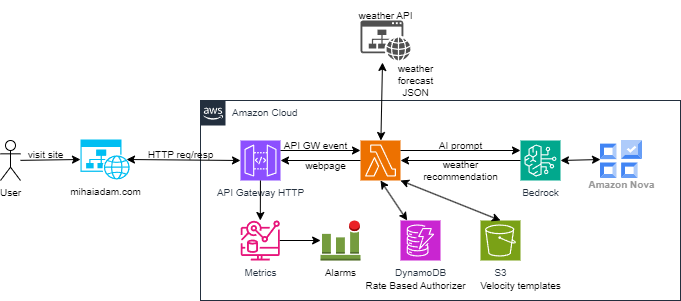 weather API
weather
forecast
JSON
aws
Amazon Cloud
visit site
HTTP req/resp
API GW event
webpage
AI prompt
weather
recommendation
User
mihaiadam.com
API Gateway HTTP
Bedrock
Amazon Nova
Metrics
Alarms
DynamoDB
Rate Based Authorizer
S3
Velocity templates